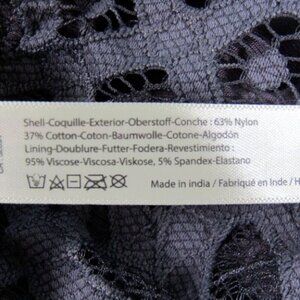 Shell-Coquille-Exterior-Oberstoff-Conche : 63% Nylon
37% Cotton-Coton-Baumwolle-Cotone-Algodón
Lining-Doublure-Futter-Fodera-Revestimiento :
95% Viscose-Viscosa-Viskose, 5% Spandex-Elastano
Made in india / Fabriqué en Inde / H